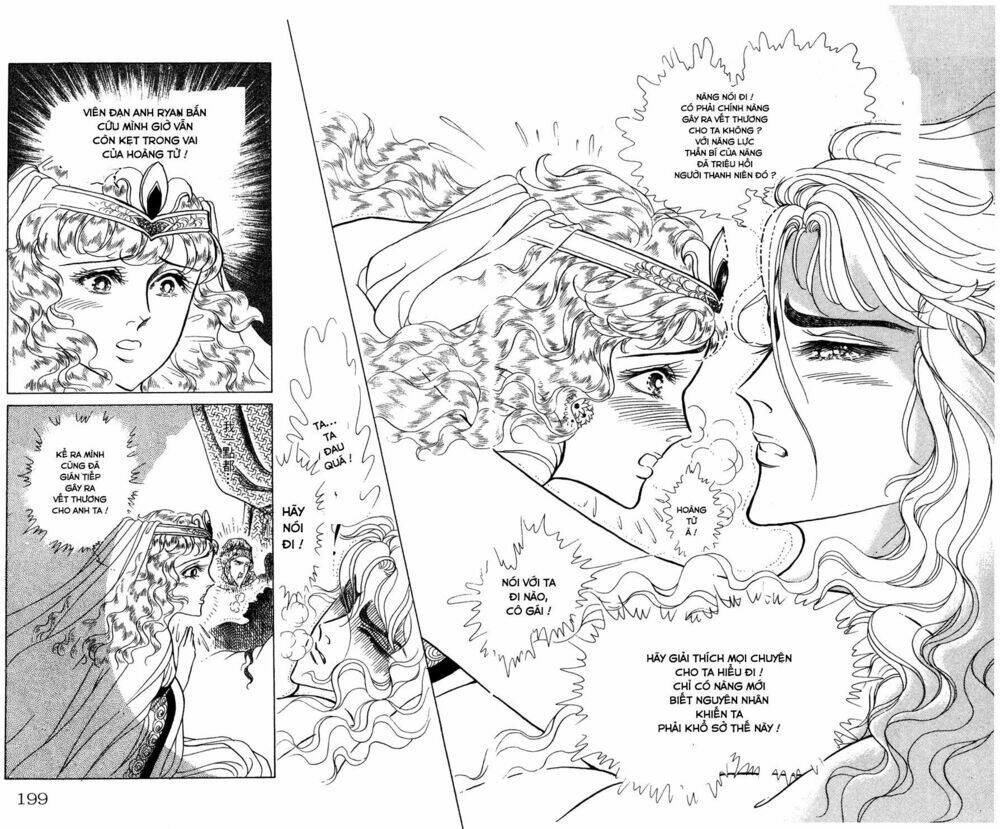 NÀNG NÓI ĐI !
CÓ PHẢI CHÍNH NÀNG
GÂY RA VẾT THƯƠNG
CHO TA KHÔNG ?
VỚI NĂNG LỰC
THẦN BÍ CỦA NÀNG
ĐÃ TRIỆU HỒI
NGƯỜI THANH NIÊN ĐÓ ?
HOÀNG
TỬ
À !
NÓI VỚI TA
ĐI NÀO,
CÔ GÁI !
HÃY GIẢI THÍCH MỌI CHUYỆN
CHO TA HIỂU ĐI !
CHỈ CÓ NÀNG MỚI
BIẾT NGUYÊN NHÂN
KHIẾN TA
PHẢI KHỔ SỞ THẾ NÀY !
TA...
TA
ĐAU
QUÁ !
HÃY
NÓI
ĐI !
VIÊN ĐẠN ANH RYAN BẮN
CỨU MÌNH GIỜ VẪN
CÒN KẸT TRONG VAI
CỦA HOÀNG TỬ !
KỂ RA MÌNH
CŨNG ĐÃ
GIÁN TIẾP
GÂY RA
VẾT THƯƠNG
CHO ANH TA !
我一點都
199